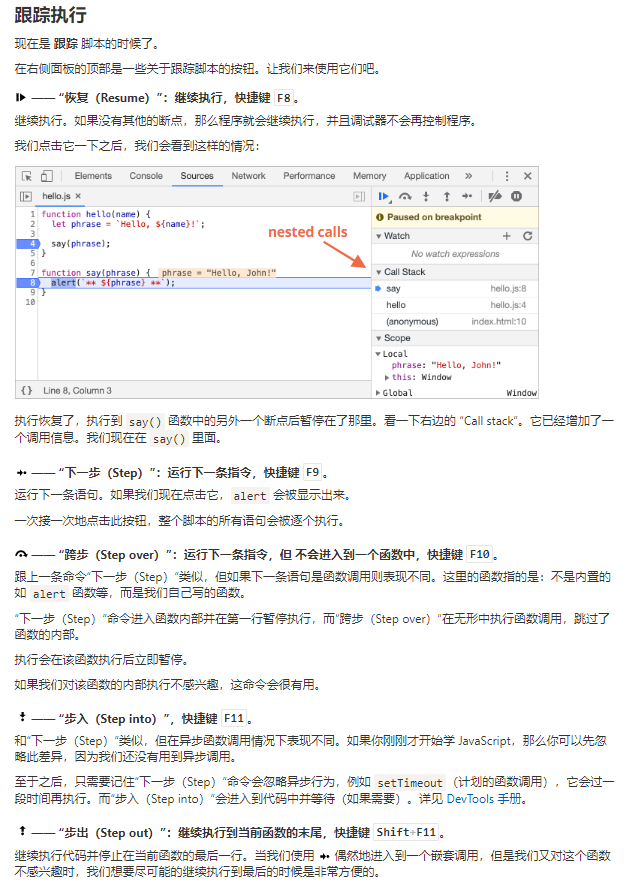 跟踪执行
现在是 跟踪 脚本的时候了。
在右侧面板的顶部是一些关于跟踪脚本的按钮。让我们来使用它们吧。
—— “恢复（Resume）”：继续执行，快捷键 F8。
继续执行。如果没有其他的断点，那么程序就会继续执行，并且调试器不会再控制程序。
我们点击它一下之后，我们会看到这样的情况：
Elements Console Sources Network Performance Memory Application »
hello.js ×
1 function hello(name) {
2 let phrase = `Hello, ${name}!`;
3
4 say(phrase);
5 }
6
7 function say(phrase) { phrase = "Hello, John!"
8 alert(`** ${phrase} **`);
9 }
10
{} Line 8, Column 3
nested calls
Paused on breakpoint
Watch
No watch expressions
Call Stack
say hello.js:8
hello hello.js:4
(anonymous) index.html:10
Scope
Local
phrase: "Hello, John!"
this: Window
Global Window
执行恢复了，执行到 say() 函数中的另外一个断点后暂停在了那里。看一下右边的 “Call stack”。它已经增加了一
个调用信息。我们现在在 say() 里面。
—— “下一步（Step）”：运行下一条指令，快捷键 F9。
运行下一条语句。如果我们现在点击它，alert 会被显示出来。
一次接一次地点击此按钮，整个脚本的所有语句会被逐个执行。
—— “跨步（Step over）”：运行下一条指令，但 不会进入到一个函数中，快捷键 F10。
跟上一条命令“下一步（Step）”类似，但如果下一条语句是函数调用则表现不同。这里的函数指的是：不是内置的
如 alert 函数等，而是我们自己写的函数。
“下一步（Step）”命令进入函数内部并在第一行暂停执行，而“跨步（Step over）”在无形中执行函数调用，跳过了
函数的内部。
执行会在该函数执行后立即暂停。
如果我们对该函数的内部执行不感兴趣，这命令会很有用。
—— “步入（Step into）”，快捷键 F11。
和“下一步（Step）”类似，但在异步函数调用情况下表现不同。如果你刚刚才开始学 JavaScript，那么你可以先忽
略此差异，因为我们还没有用到异步调用。
至于之后，只需要记住“下一步（Step）”命令会忽略异步行为，例如 setTimeout（计划的函数调用），它会过一
段时间再执行。而“步入（Step into）”会进入到代码中并等待（如果需要）。详见 DevTools 手册。
—— “步出（Step out）”：继续执行到当前函数的末尾，快捷键 Shift+F11。
继续执行代码并停止在当前函数的最后一行。当我们使用 偶然地进入到一个嵌套调用，但是我们又对这个函数
不感兴趣时，我们想要尽可能的继续执行到最后的时候是非常方便的。